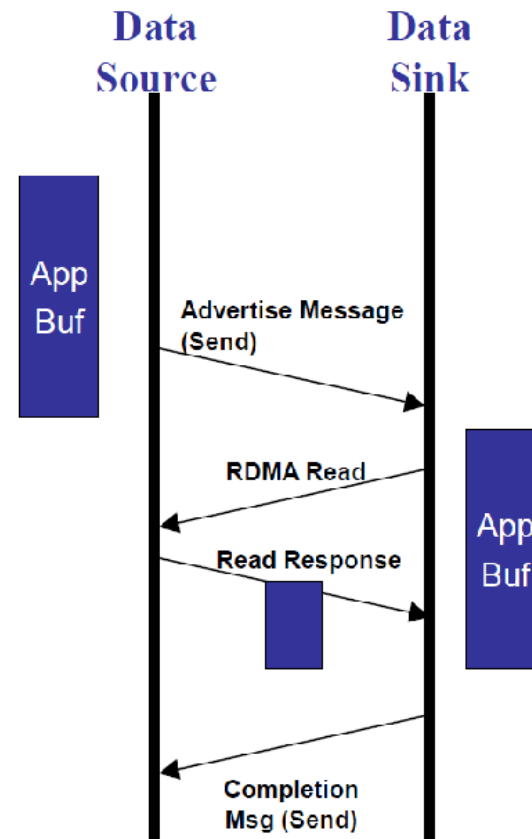 Data
Source
Data
Sink
App
Buf
Advertise Message
(Send)
RDMA Read
App
Buf
Read Response
Completion
Msg (Send)